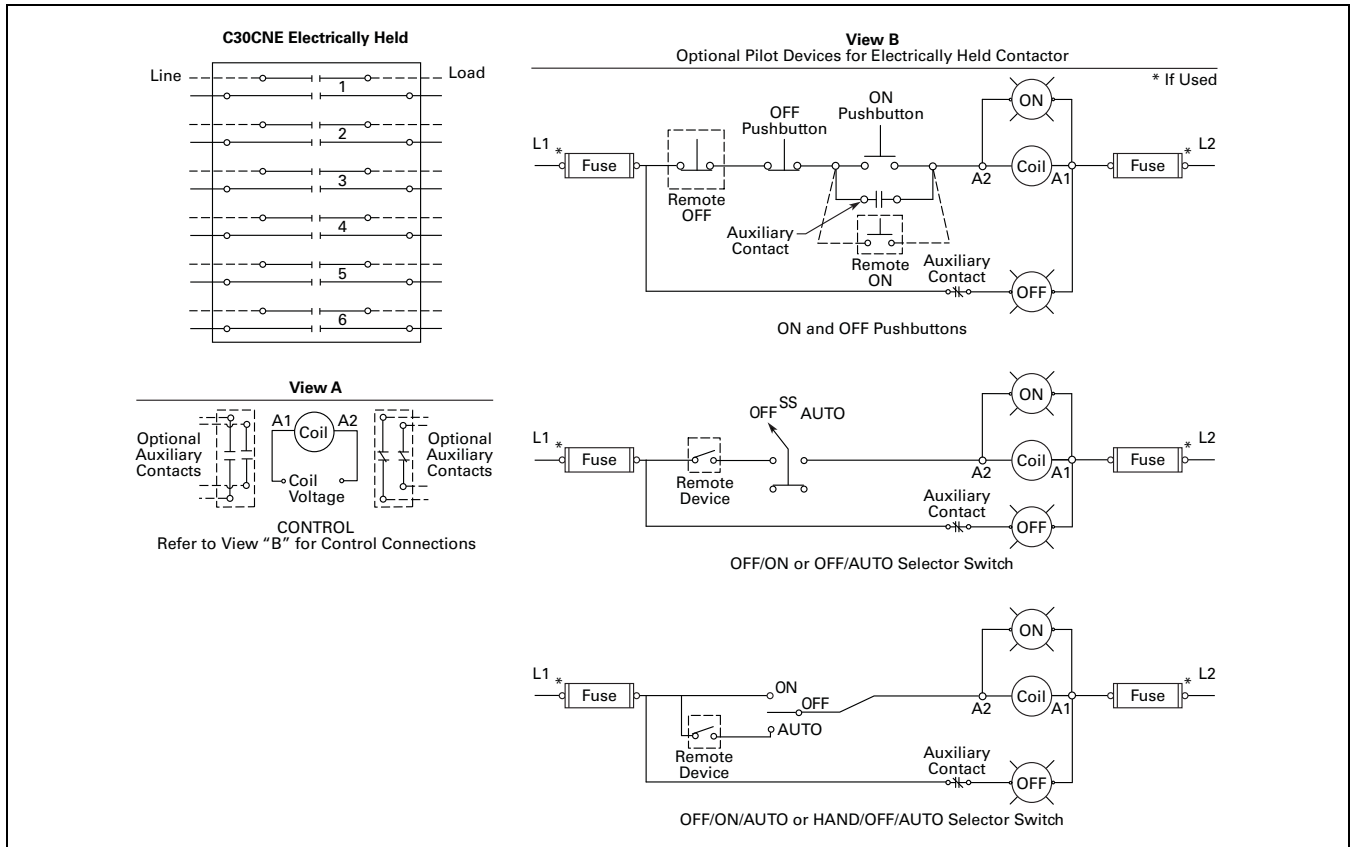 C30CNE Electrically Held
Line
Load
1
2
3
4
5
6
View A
Optional
Auxiliary
Contacts
A1
Coil
A2
Coil
Voltage
Optional
Auxiliary
Contacts
CONTROL
Refer to View "B" for Control Connections
View B
Optional Pilot Devices for Electrically Held Contactor
* If Used
L1
*
Fuse
Remote
OFF
OFF
Pushbutton
ON
Pushbutton
Auxiliary
Contact
Remote
ON
Auxiliary
Contact
ON
A2
Coil
A1
OFF
Fuse
*
L2
ON and OFF Pushbuttons
L1
*
Fuse
Remote
Device
OFF
SS
AUTO
Auxiliary
Contact
ON
A2
Coil
A1
OFF
Fuse
*
L2
OFF/ON or OFF/AUTO Selector Switch
L1
*
Fuse
Remote
Device
ON
OFF
AUTO
Auxiliary
Contact
ON
A2
Coil
A1
OFF
Fuse
*
L2
OFF/ON/AUTO or HAND/OFF/AUTO Selector Switch